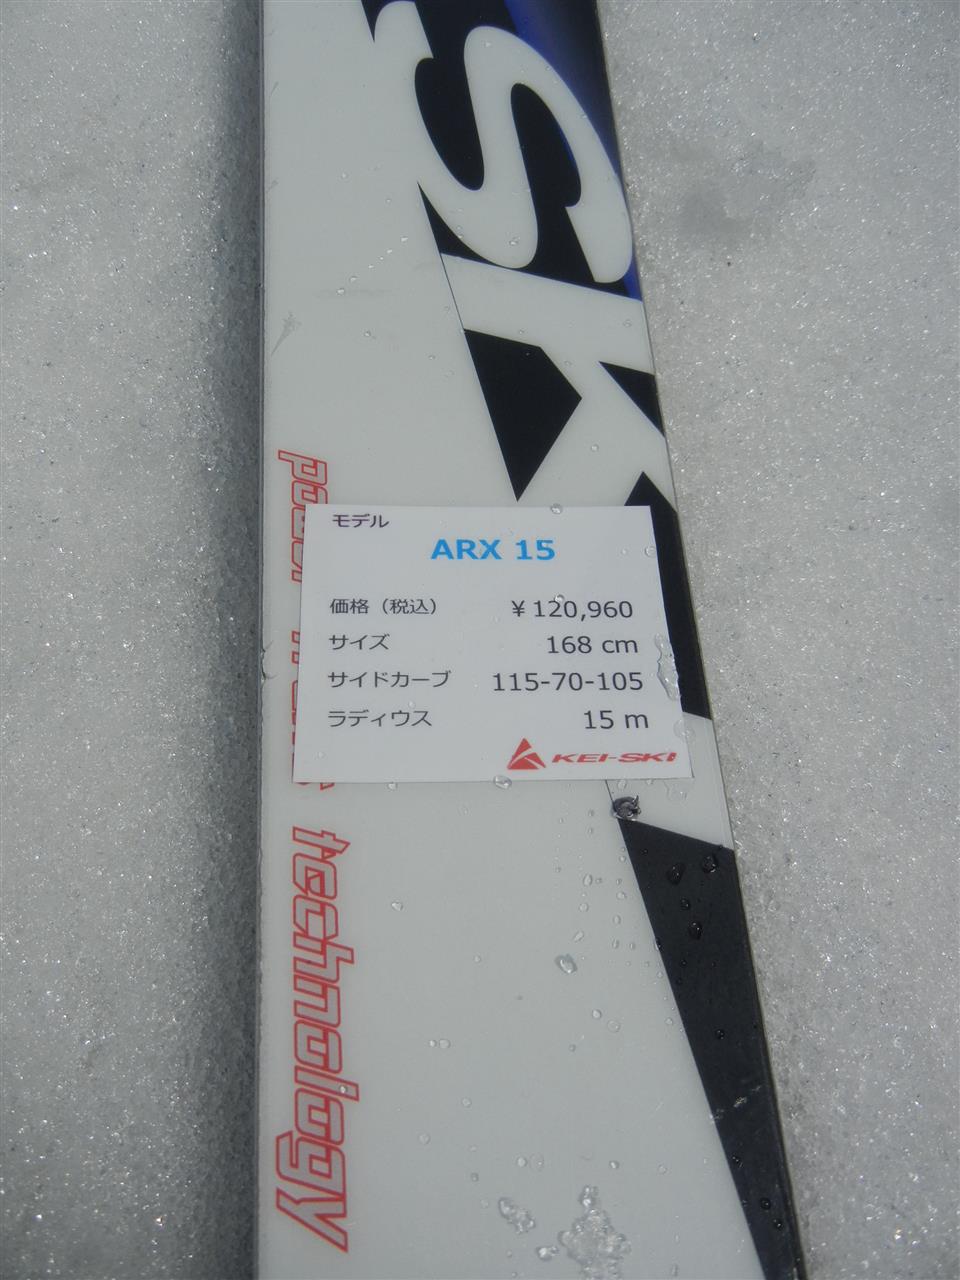 SK
モデル
ARX 15
価格（税込） ￥120,960
サイズ 168 cm
サイドカーブ 115-70-105
ラディウス 15 m
KEI-SKI
technology